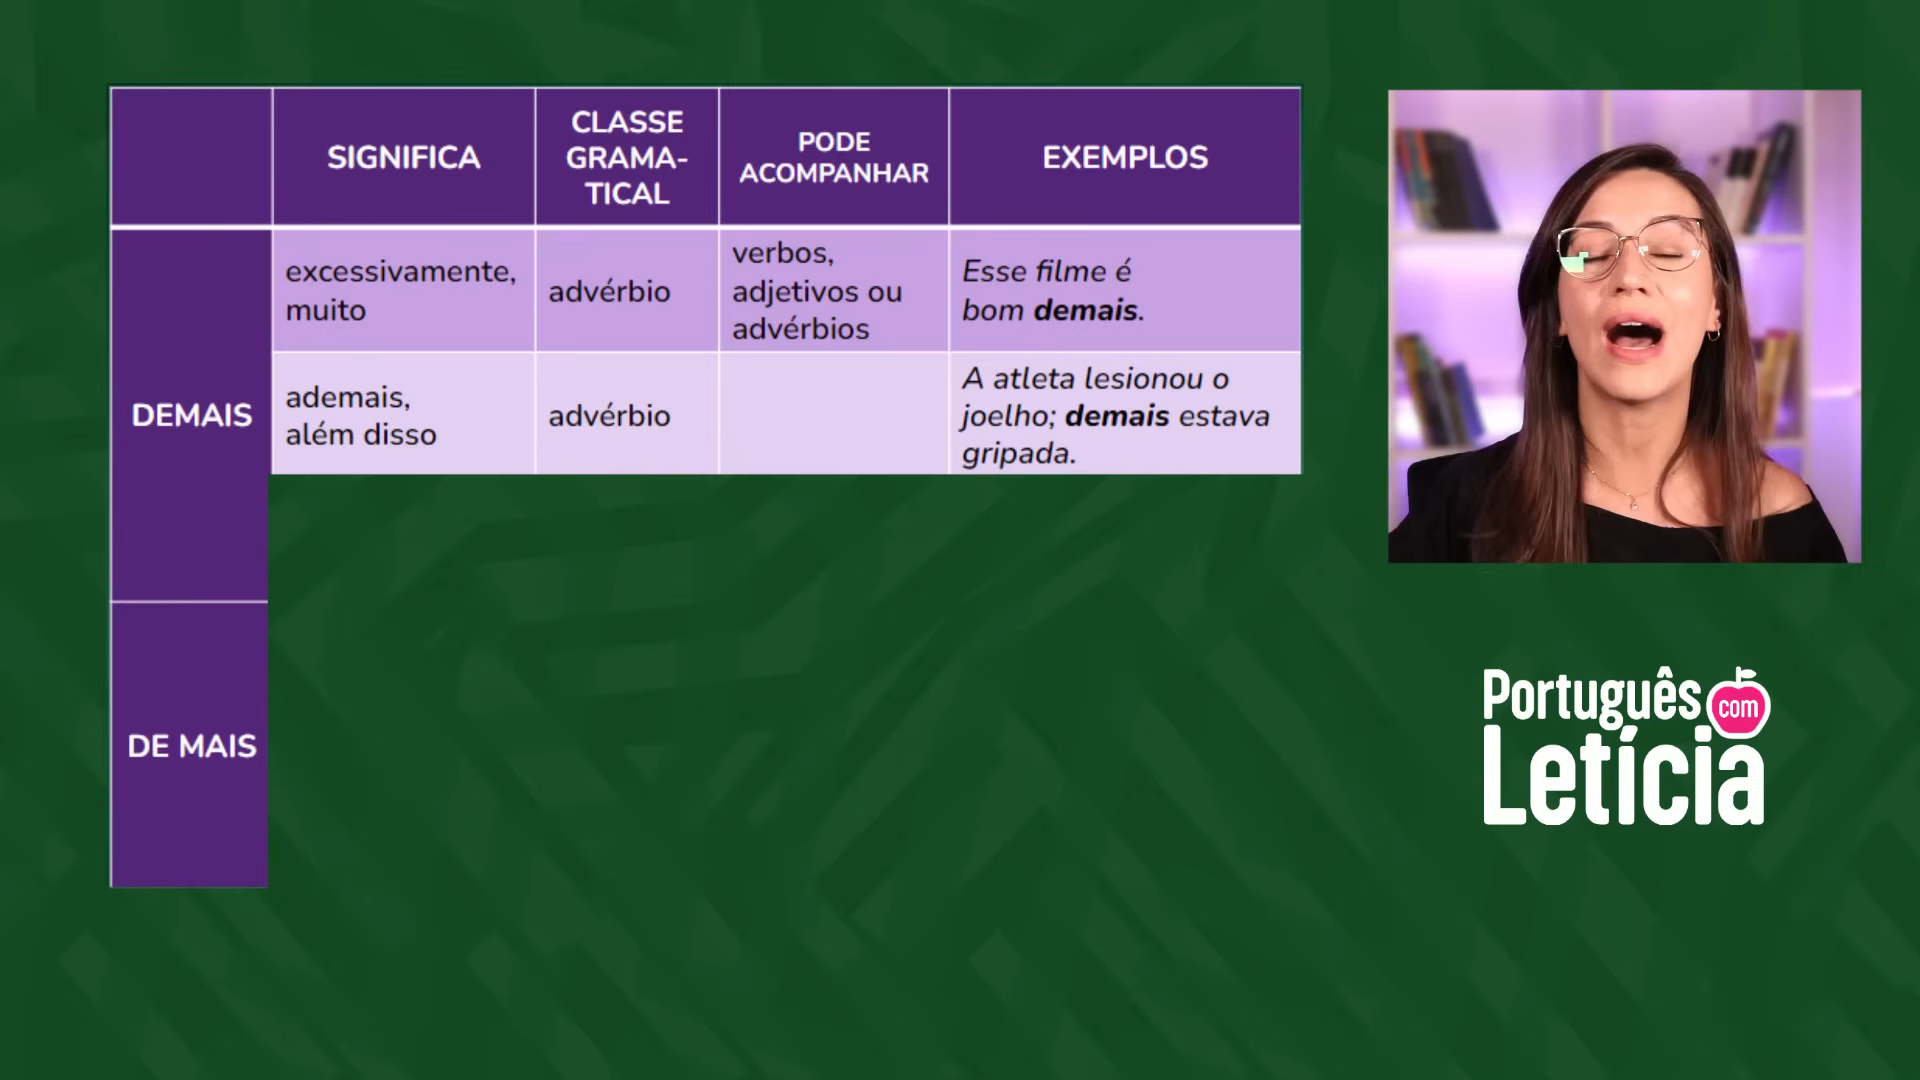 SIGNIFICA
CLASSE
GRAMA-
TICAL
PODE
ACOMPANHAR
EXEMPLOS
DEMAIS
excessivamente,
muito
advérbio
verbos,
adjetivos ou
advérbios
Esse filme é
bom demais.
ademais,
além disso
advérbio
A atleta lesionou o
joelho; demais estava
gripada.
DE MAIS
Português
com
Letícia